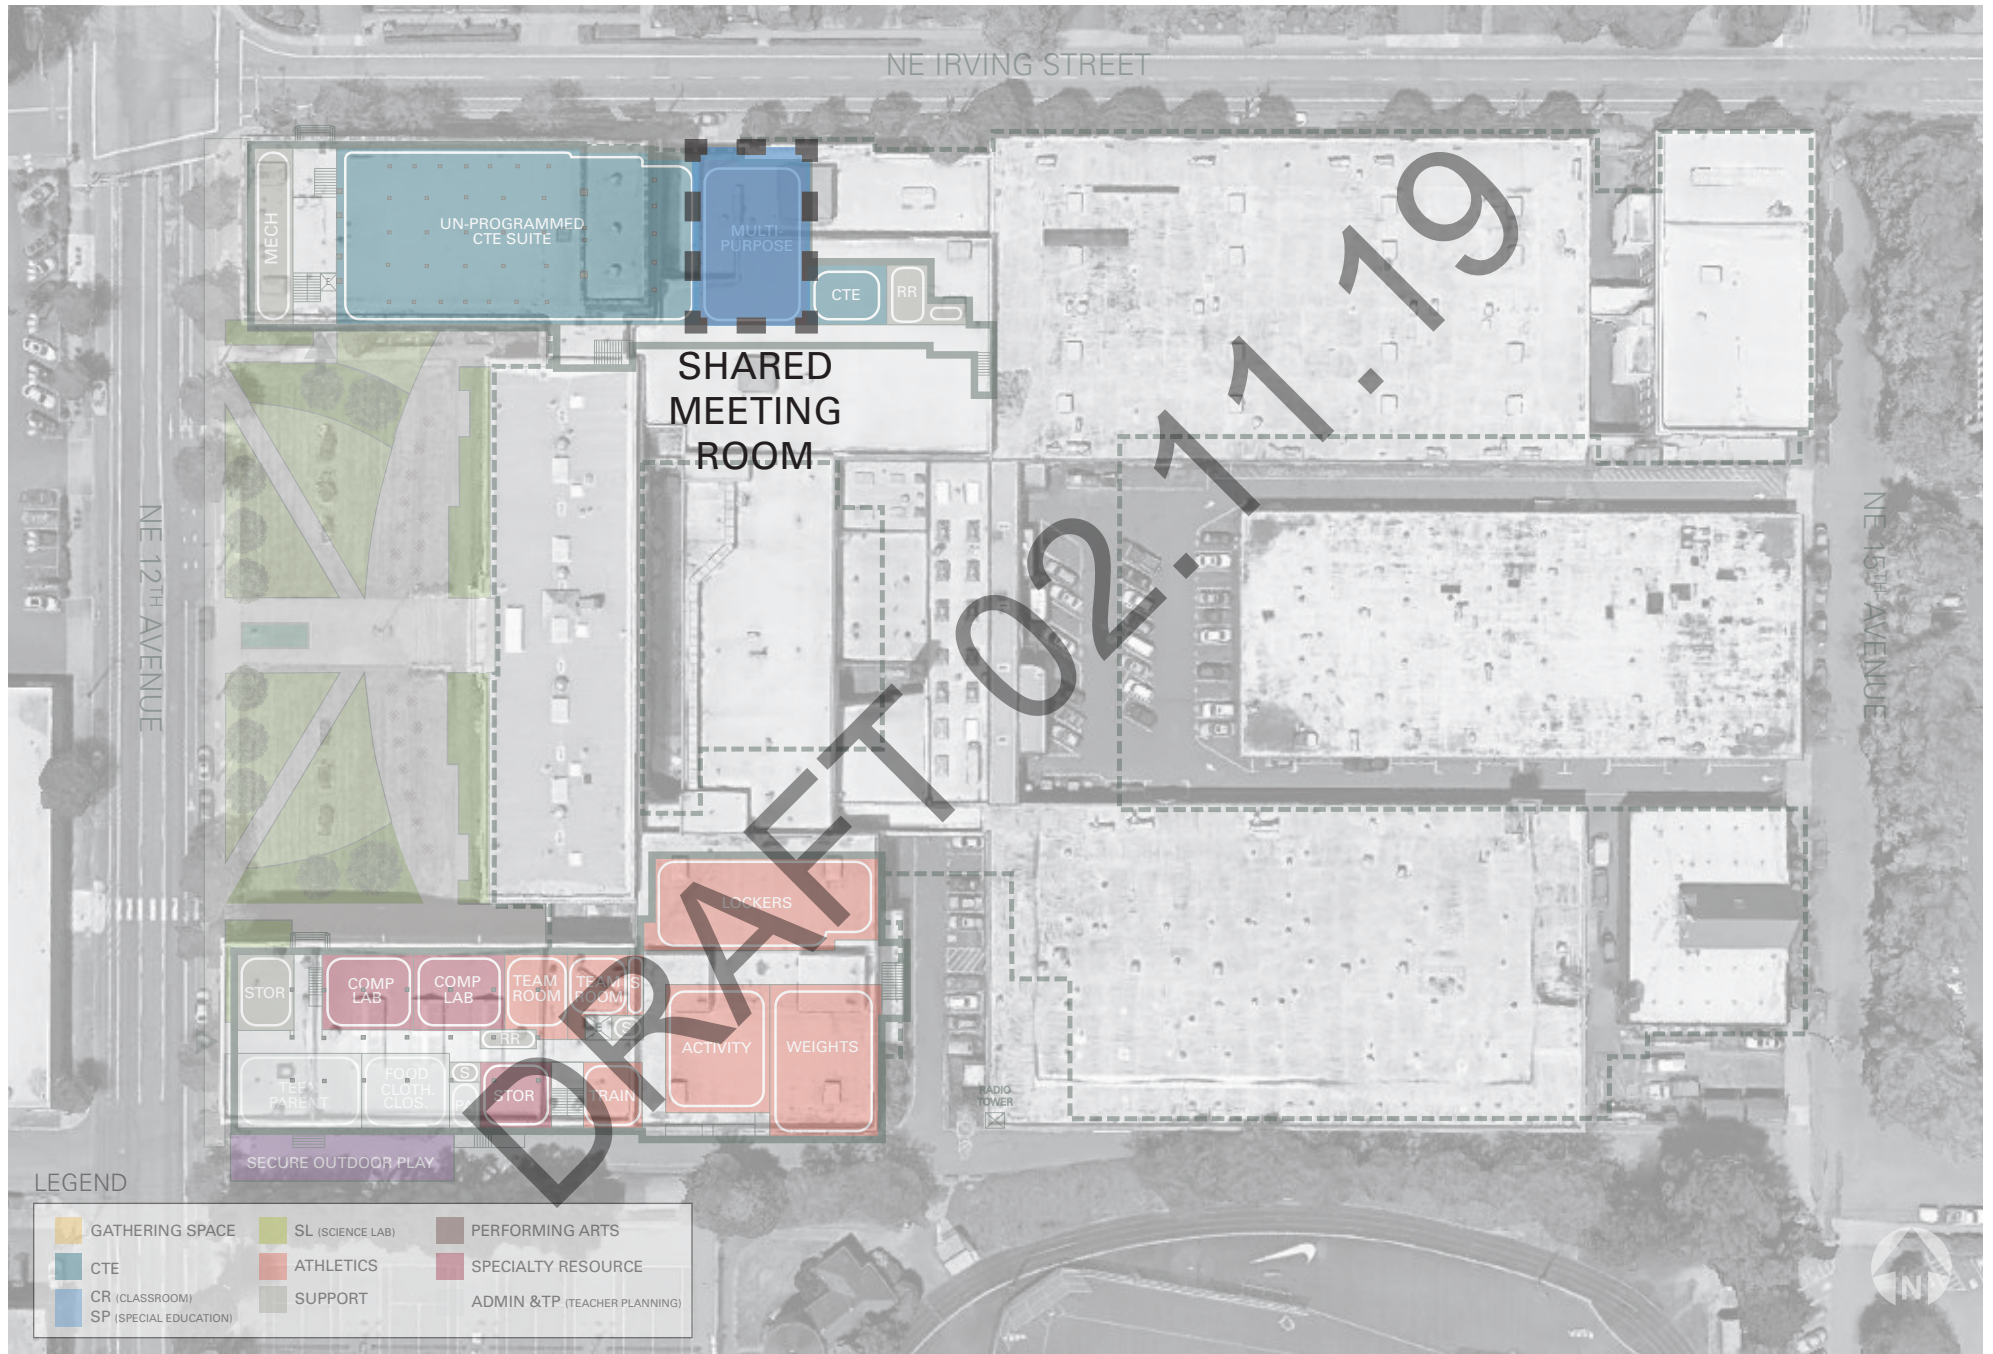 NE IRVING STREET
MECH
UN-PROGRAMMED
CTE SUITE
MULTI-
PURPOSE
CTE
RR
SHARED
MEETING
ROOM
NE 12TH AVENUE
NE 15TH AVENUE
DRAFT 02.11.19
LOCKERS
STOR
COMP
LAB
COMP
LAB
TEAM
ROOM
TEAM
ROOM
S
E
S
RR
ACTIVITY
WEIGHTS
TEEN
PARENT
FOOD
CLOTH.
CLOS.
S
STOR
TRAIN
RADIO
TOWER
SECURE OUTDOOR PLAY
LEGEND
GATHERING SPACE
CTE
CR (CLASSROOM)
SP (SPECIAL EDUCATION)
SL (SCIENCE LAB)
ATHLETICS
SUPPORT
PERFORMING ARTS
SPECIALTY RESOURCE
ADMIN &TP (TEACHER PLANNING)
N